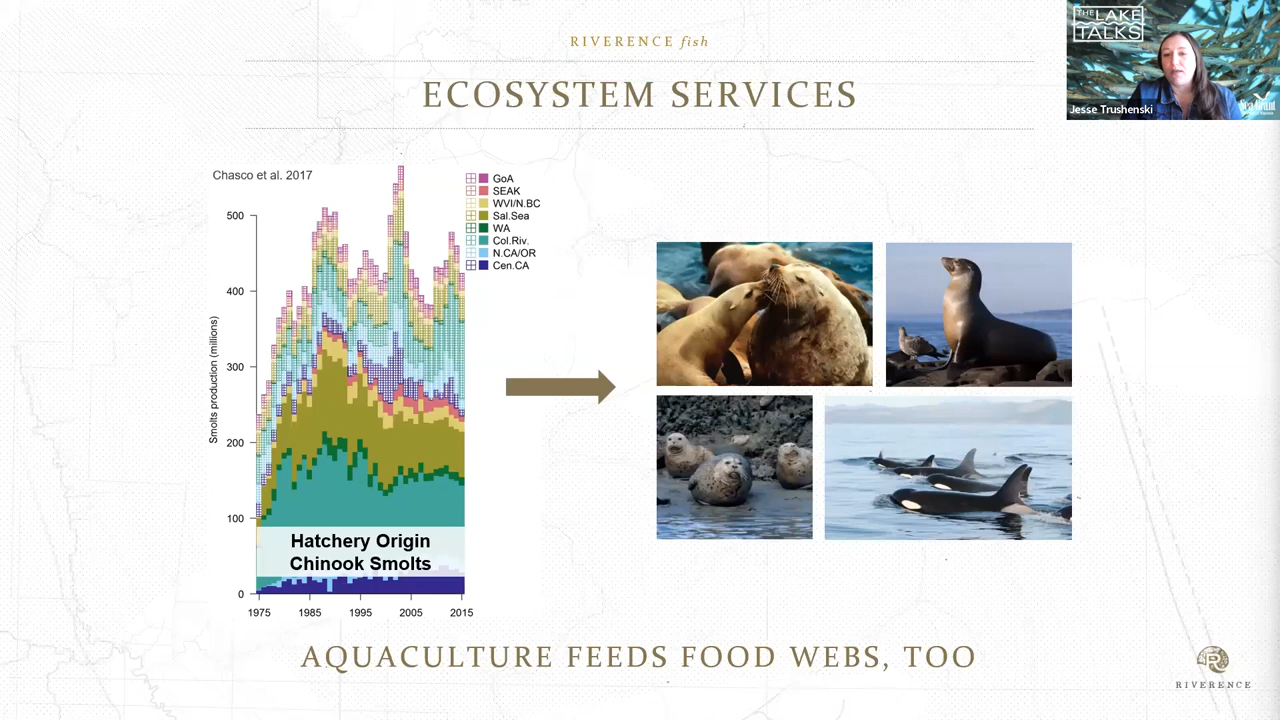 RIVERENCE fish
ECOSYSTEM SERVICES
THE LAKE
TALKS
Jesse Trushenski
Sea Grant
Chasco et al. 2017
GoA
SEAK
WVI/N.BC
Sal.Sea
WA
Col.Riv.
N.CA/OR
Cen.CA
Smolts production (millions)
500
400
300
200
100
0
Hatchery Origin
Chinook Smolts
1975 1985 1995 2005 2015
AQUACULTURE FEEDS FOOD WEBS, TOO
RIVERENCE